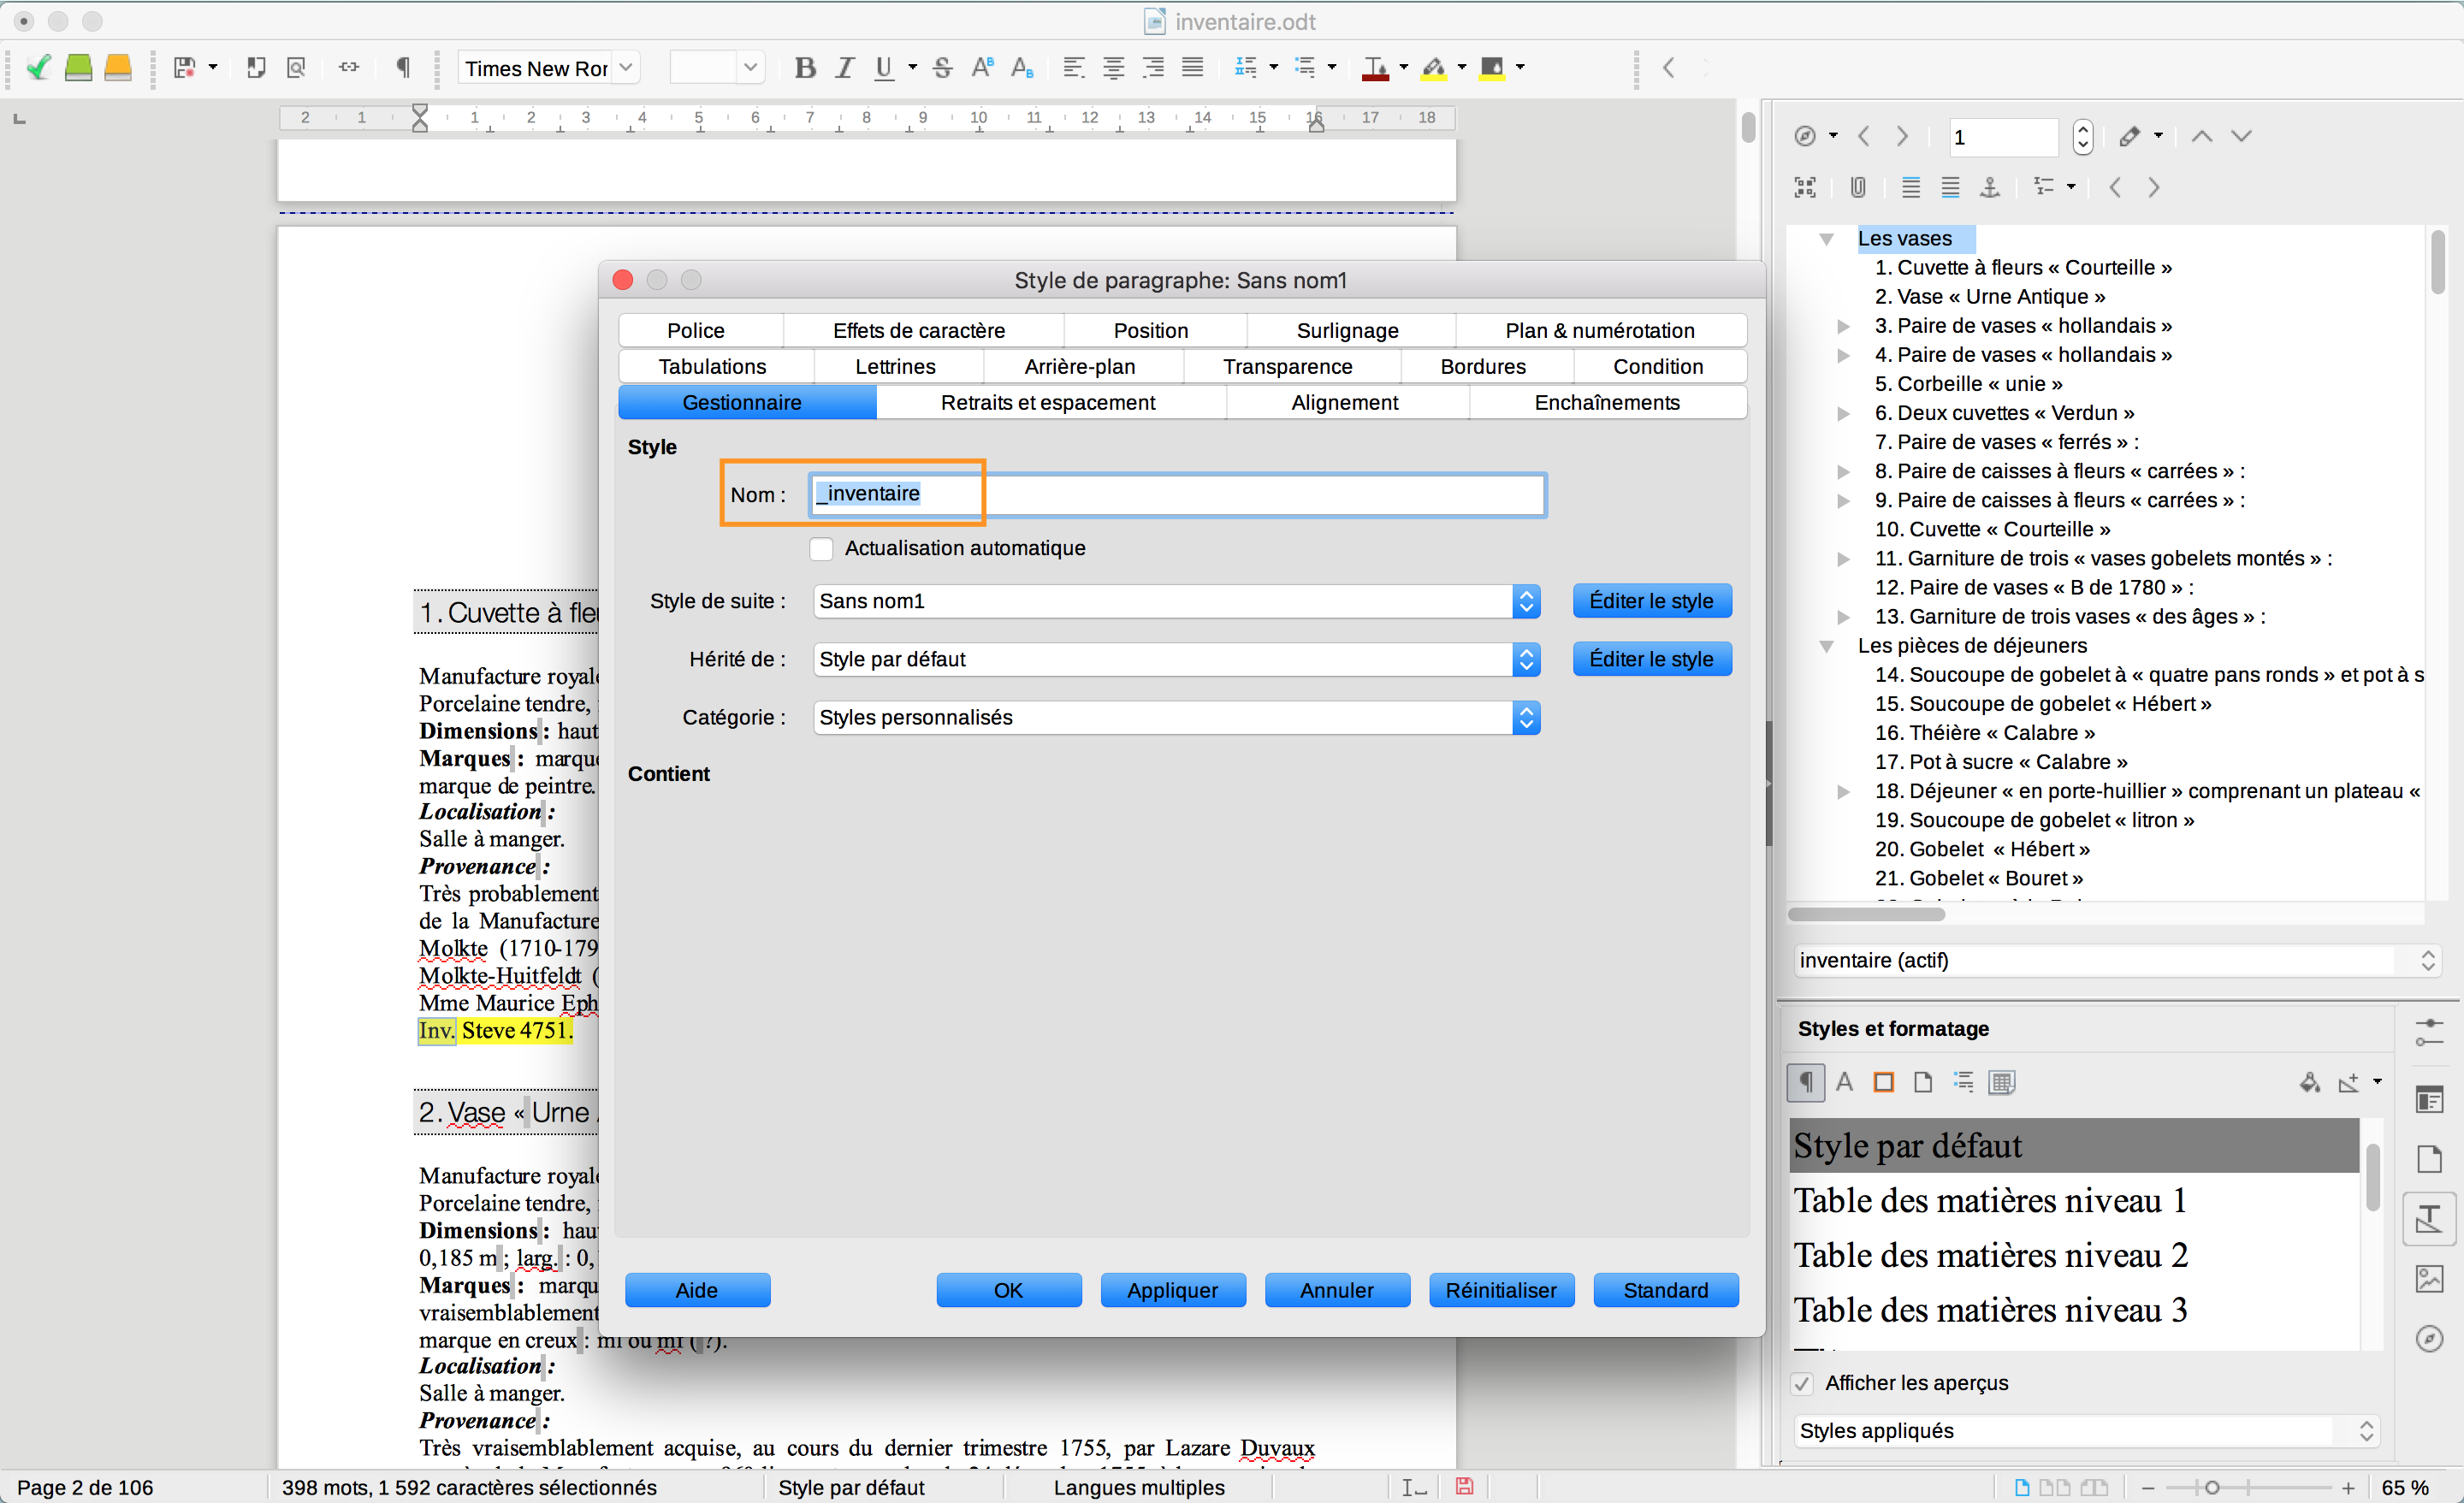 inventaire.odt
Times New Ror
2 1 1 2 3 4 5 6 7 8 9 10 11 12 13 14 15 16 17 18
1
Les vases
1. Cuvette à fleurs « Courteille »
2. Vase « Urne Antique »
3. Paire de vases « hollandais »
4. Paire de vases « hollandais »
5. Corbeille « unie »
6. Deux cuvettes « Verdun »
7. Paire de vases « ferrés » :
8. Paire de caisses à fleurs « carrées » :
9. Paire de caisses à fleurs « carrées » :
10. Cuvette « Courteille »
11. Garniture de trois « vases gobelets montés » :
12. Paire de vases « B de 1780 » :
13. Garniture de trois vases « des âges » :
Les pièces de déjeuners
14. Soucoupe de gobelet à « quatre pans ronds » et pot à s
15. Soucoupe de gobelet « Hébert »
16. Théière « Calabre »
17. Pot à sucre « Calabre »
18. Déjeuner « en porte-huillier » comprenant un plateau «
19. Soucoupe de gobelet « litron »
20. Gobelet « Hébert »
21. Gobelet « Bouret »
inventaire (actif)
Styles et formatage
Style par défaut
Table des matières niveau 1
Table des matières niveau 2
Table des matières niveau 3
Afficher les aperçus
Styles appliqués
Style de paragraphe: Sans nom1
Police Effets de caractère Position Surlignage Plan & numérotation
Tabulations Lettrines Arrière-plan Transparence Bordures Condition
Gestionnaire Retraits et espacement Alignement Enchaînements
Style
Nom : _inventaire
Actualisation automatique
Style de suite : Sans nom1 Éditer le style
Hérité de : Style par défaut Éditer le style
Catégorie : Styles personnalisés
Contient
Aide OK Appliquer Annuler Réinitialiser Standard
1. Cuvette à fleu
Manufacture royale
Porcelaine tendre,
Dimensions : haut
Marques : marque
marque de peintre.
Localisation :
Salle à manger.
Provenance :
Très probablement
de la Manufacture
Molkte (1710-179
Molkte-Huitfeldt (
Mme Maurice Eph
Inv. Steve 4751.
2. Vase « Urne
Manufacture royale
Porcelaine tendre,
Dimensions : hau
0,185 m ; larg. : 0,
Marques : marqu
vraisemblablement
marque en creux : ml ou mf ( ?).
Localisation :
Salle à manger.
Provenance :
Très vraisemblablement acquise, au cours du dernier trimestre 1755, par Lazare Duvaux
Page 2 de 106 398 mots, 1 592 caractères sélectionnés Style par défaut Langues multiples 65 %